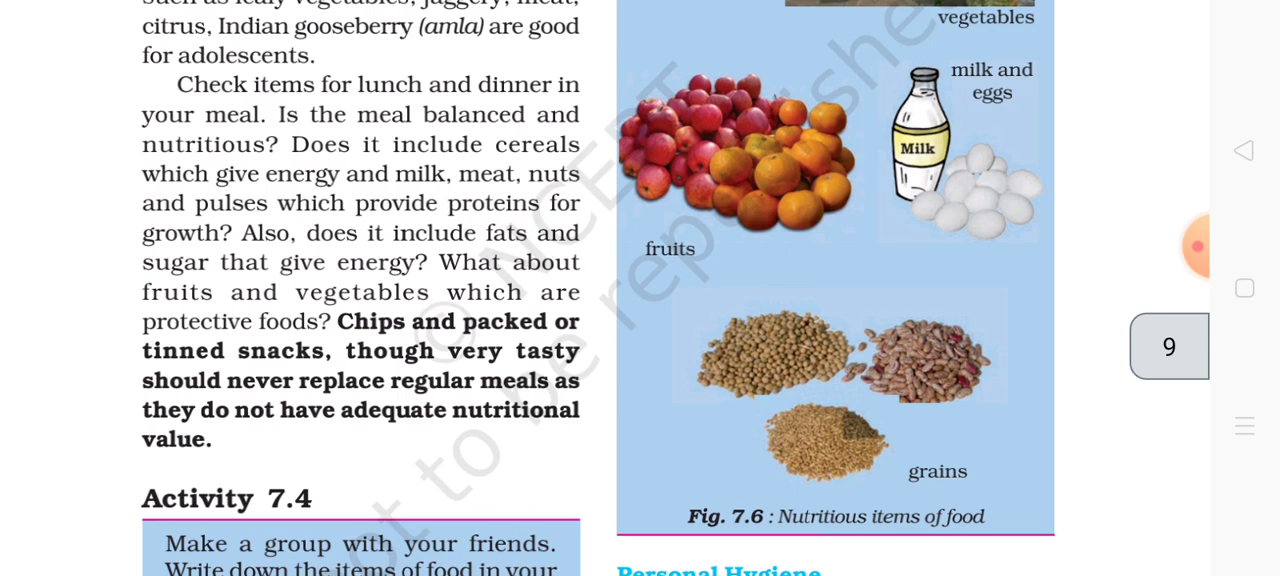 citrus, Indian gooseberry (amla) are good
for adolescents.
Check items for lunch and dinner in
your meal. Is the meal balanced and
nutritious? Does it include cereals
which give energy and milk, meat, nuts
and pulses which provide proteins for
growth? Also, does it include fats and
sugar that give energy? What about
fruits and vegetables which are
protective foods? Chips and packed or
tinned snacks, though very tasty
should never replace regular meals as
they do not have adequate nutritional
value.
Activity 7.4
Make a group with your friends.
Write down the items of food in your
vegetables
milk and
eggs
Milk
fruits
grains
Fig. 7.6 : Nutritious items of food
Personal Hygiene
9
© NCERT
not to be republished